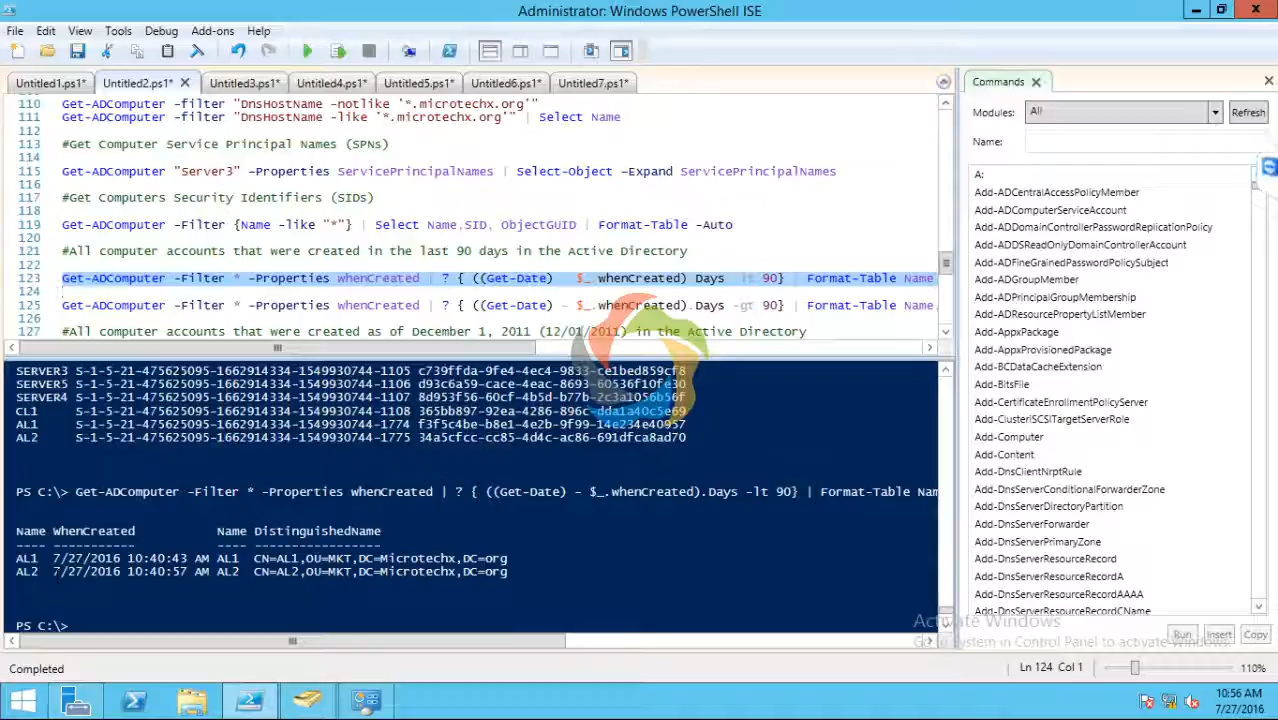 Administrator: Windows PowerShell ISE
File Edit View Tools Debug Add-ons Help
Untitled1.ps1* Untitled2.ps1* Untitled3.ps1* Untitled4.ps1* Untitled5.ps1* Untitled6.ps1* Untitled7.ps1*
110 Get-ADComputer -filter "DnsHostName -notlike '*.microtechx.org'"
111 Get-ADComputer -filter "DnsHostName -like '*.microtechx.org'" | Select Name
112
113 #Get Computer Service Principal Names (SPNs)
114
115 Get-ADComputer "Server3" -Properties ServicePrincipalNames | Select-Object -Expand ServicePrincipalNames
116
117 #Get Computers Security Identifiers (SIDs)
118
119 Get-ADComputer -Filter {Name -like "*"} | Select Name,SID, ObjectGUID | Format-Table -Auto
120
121 #All computer accounts that were created in the last 90 days in the Active Directory
122
123 Get-ADComputer -Filter * -Properties whenCreated | ? { ((Get-Date) - $_.whenCreated).Days -lt 90} | Format-Table Name
124
125 Get-ADComputer -Filter * -Properties whenCreated | ? { ((Get-Date) - $_.whenCreated).Days -gt 90} | Format-Table Name,
127 #All computer accounts that were created as of December 1, 2011 (12/01/2011) in the Active Directory
SERVER3 S-1-5-21-475625095-1662914334-1549930744-1105 c739ffda-9fe4-4ec4-9833-ce1bed859cf8
SERVER5 S-1-5-21-475625095-1662914334-1549930744-1106 d93c6a59-cace-4eac-8693-60536f10fe30
SERVER4 S-1-5-21-475625095-1662914334-1549930744-1107 8d953f56-60cf-4b5d-b77b-2c3a1056b56f
CL1 S-1-5-21-475625095-1662914334-1549930744-1108 365bb897-92ea-4286-896c-dda1a40c5e69
AL1 S-1-5-21-475625095-1662914334-1549930744-1774 f3f5c4be-b8e1-4e2b-9f99-14e234e40957
AL2 S-1-5-21-475625095-1662914334-1549930744-1775 34a5cfcc-cc85-4d4c-ac86-691dfca8ad70
PS C:\> Get-ADComputer -Filter * -Properties whenCreated | ? { ((Get-Date) - $_.whenCreated).Days -lt 90} | Format-Table Nam
Name WhenCreated Name DistinguishedName
---- ----------- ---- -----------------
AL1 7/27/2016 10:40:43 AM AL1 CN=AL1,OU=MKT,DC=Microtechx,DC=org
AL2 7/27/2016 10:40:57 AM AL2 CN=AL2,OU=MKT,DC=Microtechx,DC=org
PS C:\>
Completed
Ln 124 Col 1
110%
Commands
Modules: All Refresh
Name:
A:
Add-ADCentralAccessPolicyMember
Add-ADComputerServiceAccount
Add-ADDomainControllerPasswordReplicationPolicy
Add-ADDSReadOnlyDomainControllerAccount
Add-ADFineGrainedPasswordPolicySubject
Add-ADGroupMember
Add-ADPrincipalGroupMembership
Add-ADResourcePropertyListMember
Add-AppxPackage
Add-AppxProvisionedPackage
Add-BCDataCacheExtension
Add-BitsFile
Add-CertificateEnrollmentPolicyServer
Add-ClusteriSCSITargetServerRole
Add-Computer
Add-Content
Add-DnsClientNrptRule
Add-DnsServerConditionalForwarderZone
Add-DnsServerDirectoryPartition
Add-DnsServerForwarder
Add-DnsServerPrimaryZone
Add-DnsServerResourceRecord
Add-DnsServerResourceRecordA
Add-DnsServerResourceRecordAAAA
Add-DnsServerResourceRecordCName
Activate Windows
Go to System in Control Panel to activate Windows.
Run Insert Copy
10:56 AM
7/27/2016